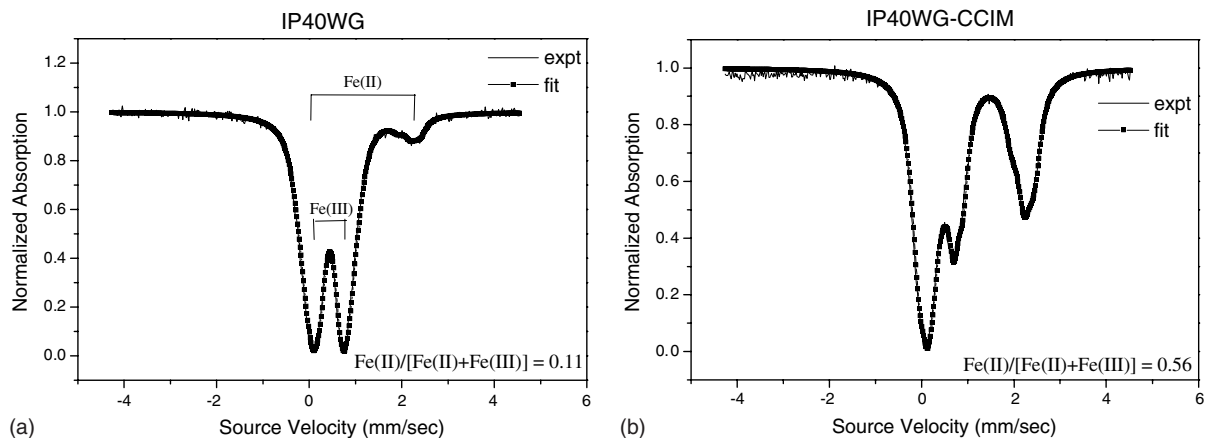 IP40WG
1.2
1.0
0.8
0.6
0.4
0.2
0.0
Normalized Absorption
expt
fit
Fe(II)
Fe(III)
Fe(II)/[Fe(II)+Fe(III)] = 0.11
-4
-2
0
2
4
6
Source Velocity (mm/sec)
(a)
IP40WG-CCIM
1.0
0.8
0.6
0.4
0.2
0.0
Normalized Absorption
expt
fit
Fe(II)/[Fe(II)+Fe(III)] = 0.56
-4
-2
0
2
4
6
Source Velocity (mm/sec)
(b)